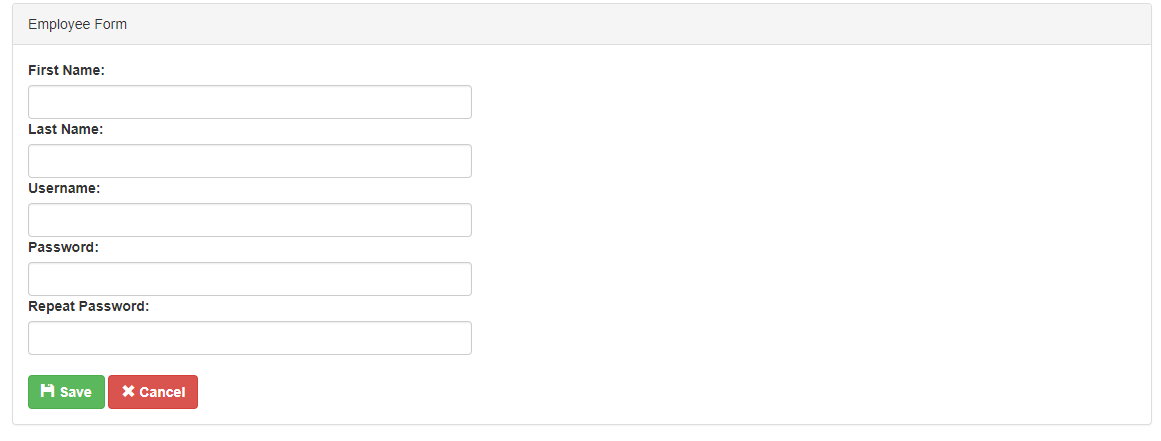 Employee Form
First Name:
Last Name:
Username:
Password:
Repeat Password:
Save Cancel